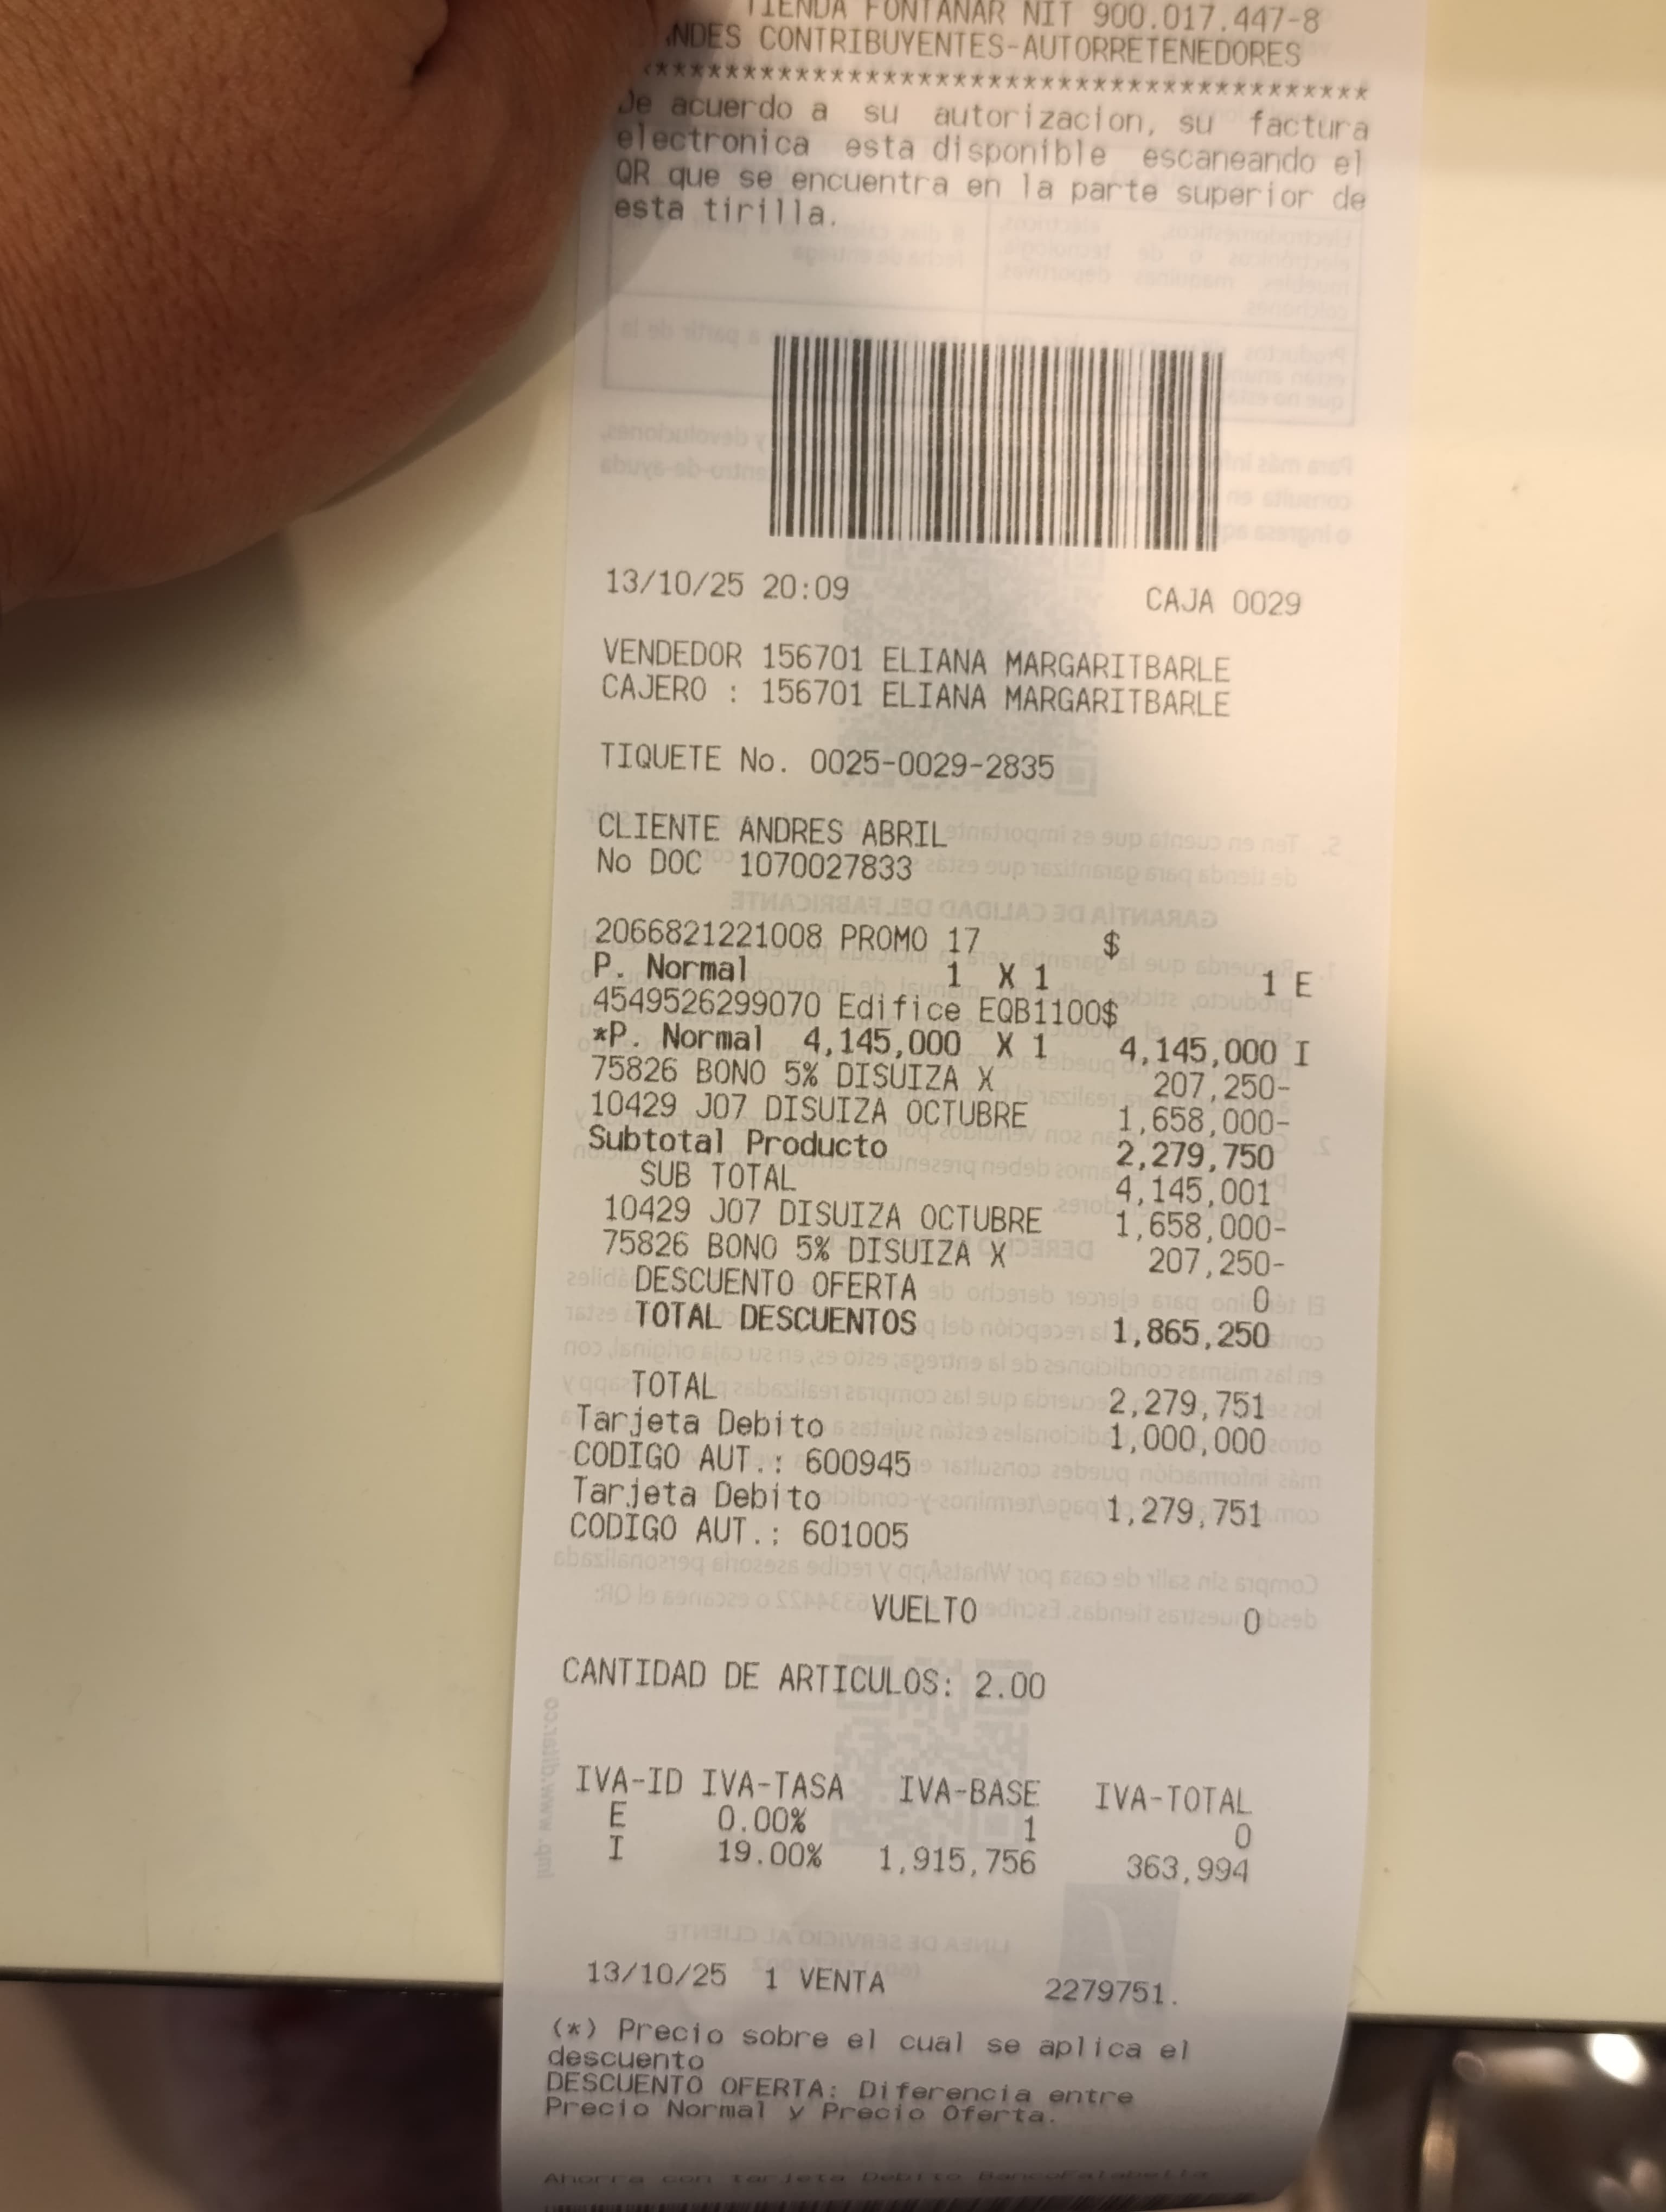 TIENDA FONTANAR NIT 900.017.447-8
CONTRIBUYENTES-AUTORRETENEDORES
******************************************
De acuerdo a su autorizacion, su factura
electronica esta disponible escaneando el
QR que se encuentra en la parte superior de
esta tirilla.
13/10/25 20:09 CAJA 0029
VENDEDOR 156701 ELIANA MARGARITBARLE
CAJERO : 156701 ELIANA MARGARITBARLE
TIQUETE No. 0025-0029-2835
CLIENTE ANDRES ABRIL
No DOC 1070027833
2066821221008 PROMO 17 $
P. Normal 1 X 1 1 E
4549526299070 Edifice EQB1100$
*P. Normal 4,145,000 X 1 4,145,000 I
75826 BONO 5% DISUIZA X 207,250-
10429 J07 DISUIZA OCTUBRE 1,658,000-
Subtotal Producto 2,279,750
SUB TOTAL 4,145,001
10429 J07 DISUIZA OCTUBRE 1,658,000-
75826 BONO 5% DISUIZA X 207,250-
DESCUENTO OFERTA 0
TOTAL DESCUENTOS 1,865,250
TOTAL 2,279,751
Tarjeta Debito 1,000,000
CODIGO AUT.: 600945
Tarjeta Debito 1,279,751
CODIGO AUT.: 601005
VUELTO 0
CANTIDAD DE ARTICULOS: 2.00
IVA-ID IVA-TASA IVA-BASE IVA-TOTAL
E 0.00% 1 0
I 19.00% 1,915,756 363,994
13/10/25 1 VENTA 2279751.
(*) Precio sobre el cual se aplica el
descuento
DESCUENTO OFERTA: Diferencia entre
Precio Normal y Precio Oferta.
Ahorra con tarjeta Debito BancoFalabella